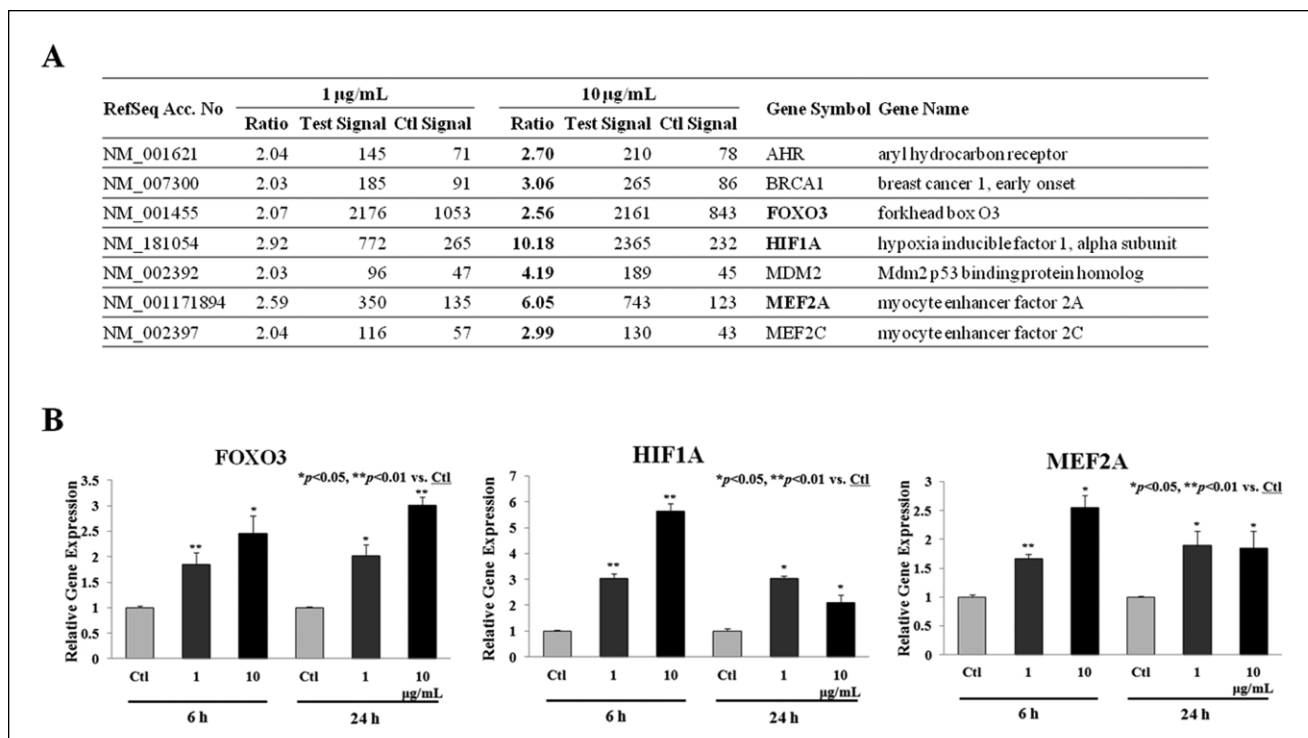 A
1 µg/mL 10 µg/mL
RefSeq Acc. No Gene Symbol Gene Name
Ratio Test Signal Ctl Signal Ratio Test Signal Ctl Signal
NM_001621 2.04 145 71 2.70 210 78 AHR aryl hydrocarbon receptor
NM_007300 2.03 185 91 3.06 265 86 BRCA1 breast cancer 1, early onset
NM_001455 2.07 2176 1053 2.56 2161 843 FOXO3 forkhead box O3
NM_181054 2.92 772 265 10.18 2365 232 HIF1A hypoxia inducible factor 1, alpha subunit
NM_002392 2.03 96 47 4.19 189 45 MDM2 Mdm2 p53 binding protein homolog
NM_001171894 2.59 350 135 6.05 743 123 MEF2A myocyte enhancer factor 2A
NM_002397 2.04 116 57 2.99 130 43 MEF2C myocyte enhancer factor 2C
B
FOXO3
*p<0.05, **p<0.01 vs. Ctl
Relative Gene Expression
3.5
3
2.5
2
1.5
1
0.5
0
** * * **
Ctl 1 10 Ctl 1 10
µg/mL
6 h 24 h
HIF1A
*p<0.05, **p<0.01 vs. Ctl
Relative Gene Expression
7
6
5
4
3
2
1
0
** ** * *
Ctl 1 10 Ctl 1 10
µg/mL
6 h 24 h
MEF2A
*p<0.05, **p<0.01 vs. Ctl
Relative Gene Expression
3
2.5
2
1.5
1
0.5
0
** * * *
Ctl 1 10 Ctl 1 10
µg/mL
6 h 24 h